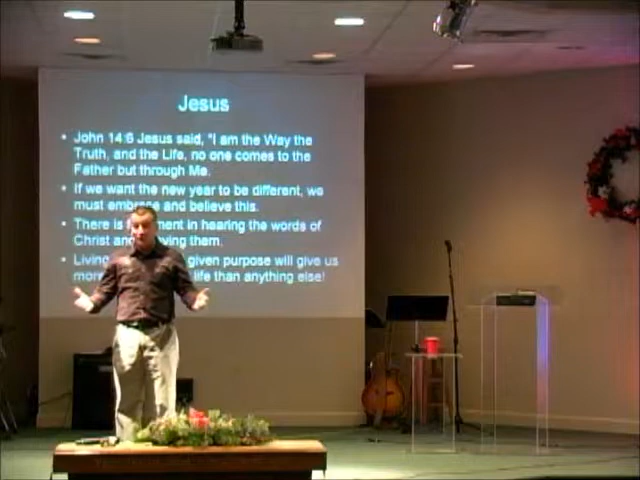 Jesus
• John 14:6 Jesus said, "I am the Way the
Truth, and the Life, no one comes to the
Father but through Me.
• If we want the new year to be different, we
must embrace and believe this.
• There is ment in hearing the words of
Christ and ving them.
• Living given purpose will give us
more life than anything else!